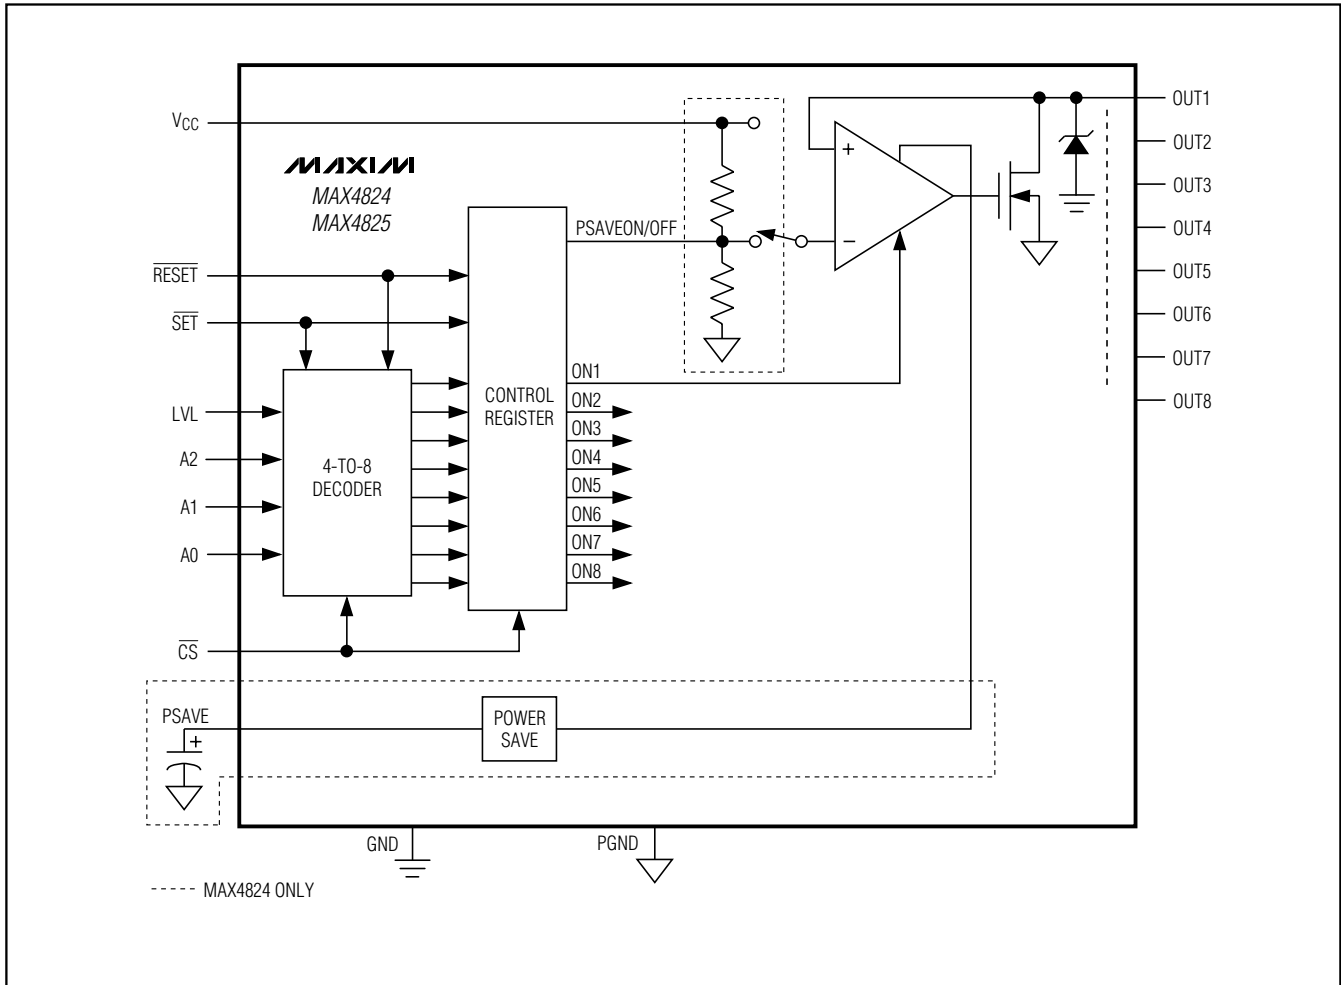 VCC
MAXIM
MAX4824
MAX4825
RESET
SET
LVL
A2
A1
A0
CS
4-TO-8
DECODER
CONTROL
REGISTER
PSAVEON/OFF
ON1
ON2
ON3
ON4
ON5
ON6
ON7
ON8
+
−
OUT1
OUT2
OUT3
OUT4
OUT5
OUT6
OUT7
OUT8
PSAVE
+
POWER
SAVE
GND
PGND
MAX4824 ONLY